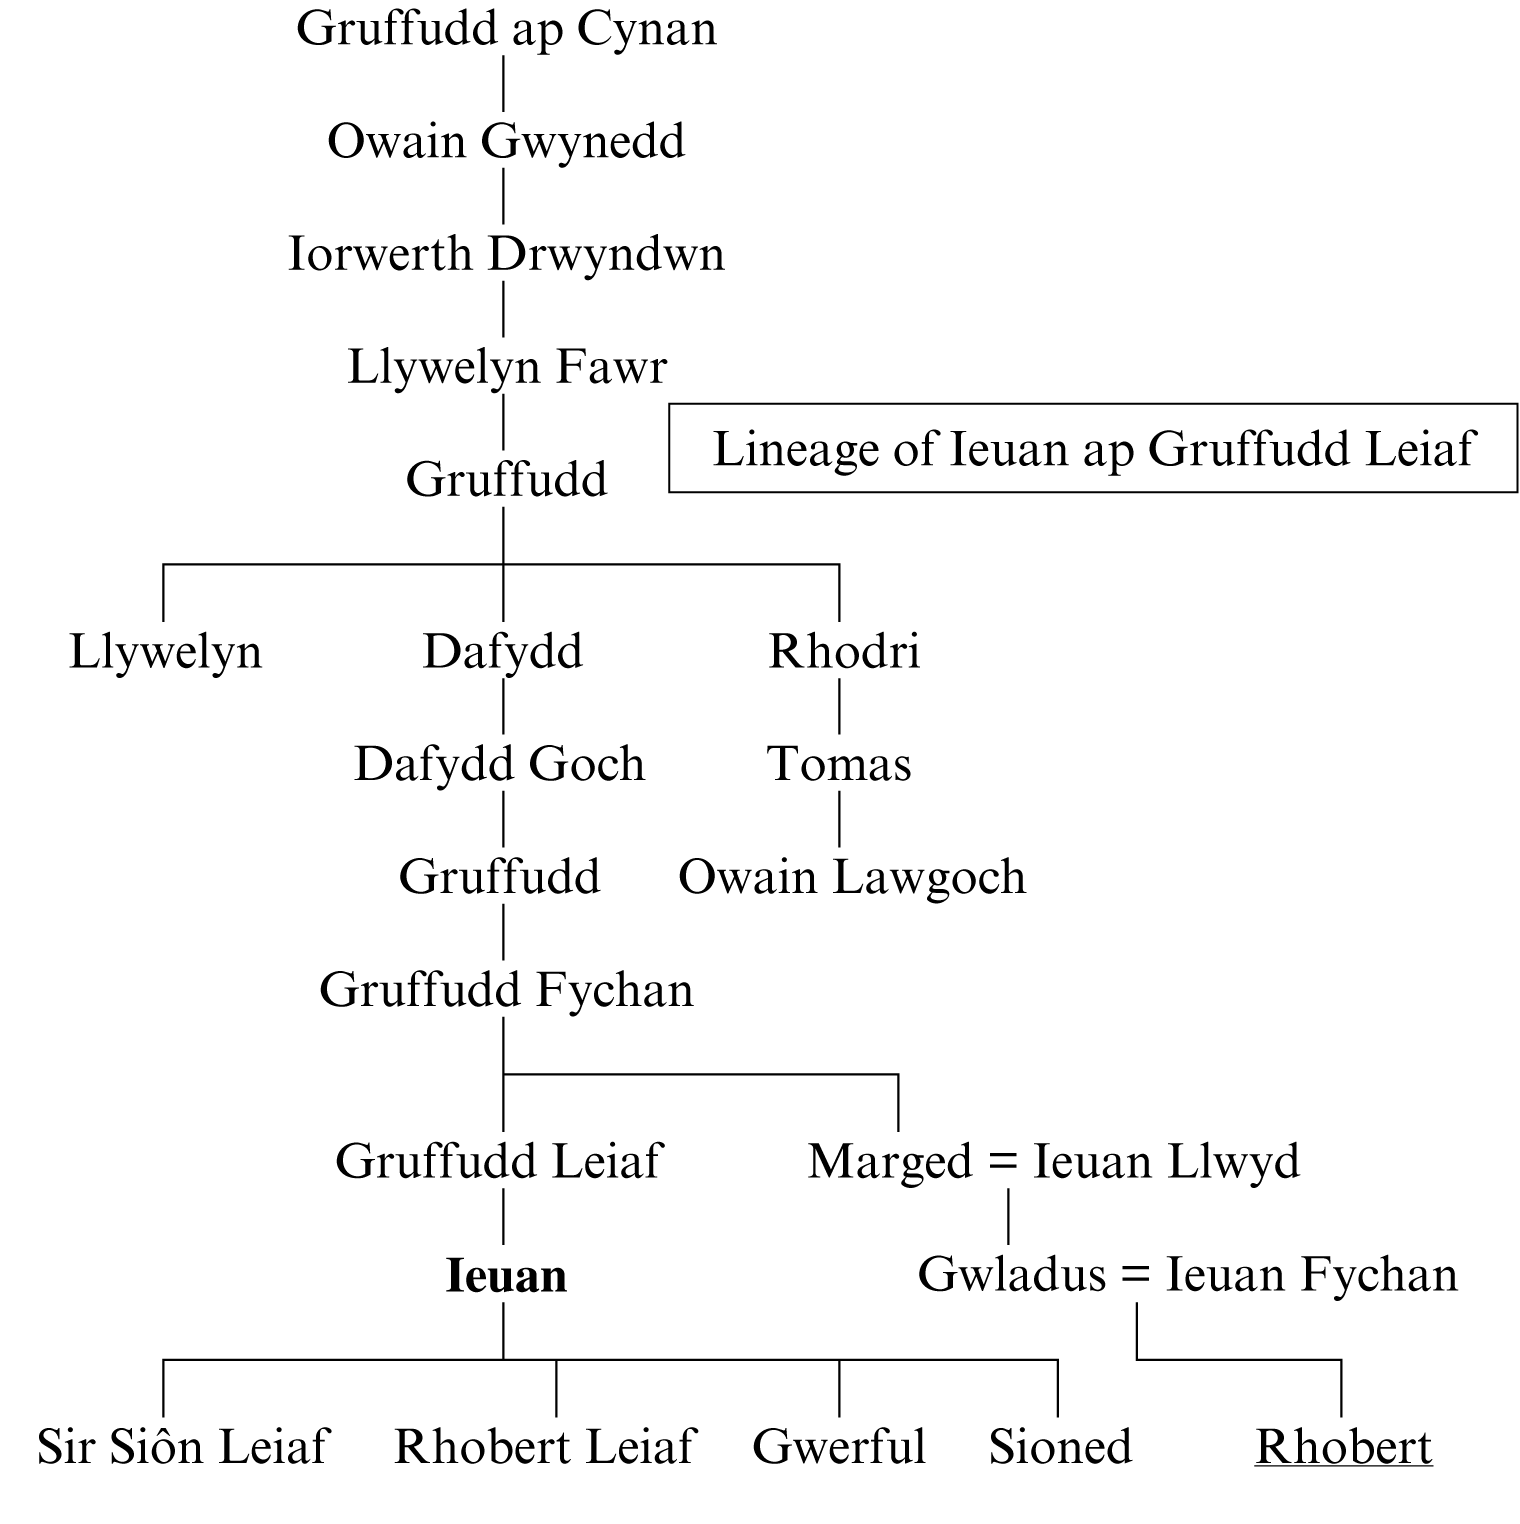 Gruffudd ap Cynan
Owain Gwynedd
Iorwerth Drwyndwn
Llywelyn Fawr
Lineage of Ieuan ap Gruffudd Leiaf
Gruffudd
Llywelyn Dafydd Rhodri
Dafydd Goch Tomas
Gruffudd Owain Lawgoch
Gruffudd Fychan
Gruffudd Leiaf Marged = Ieuan Llwyd
Ieuan Gwladus = Ieuan Fychan
Sir Siôn Leiaf Rhobert Leiaf Gwerful Sioned Rhobert